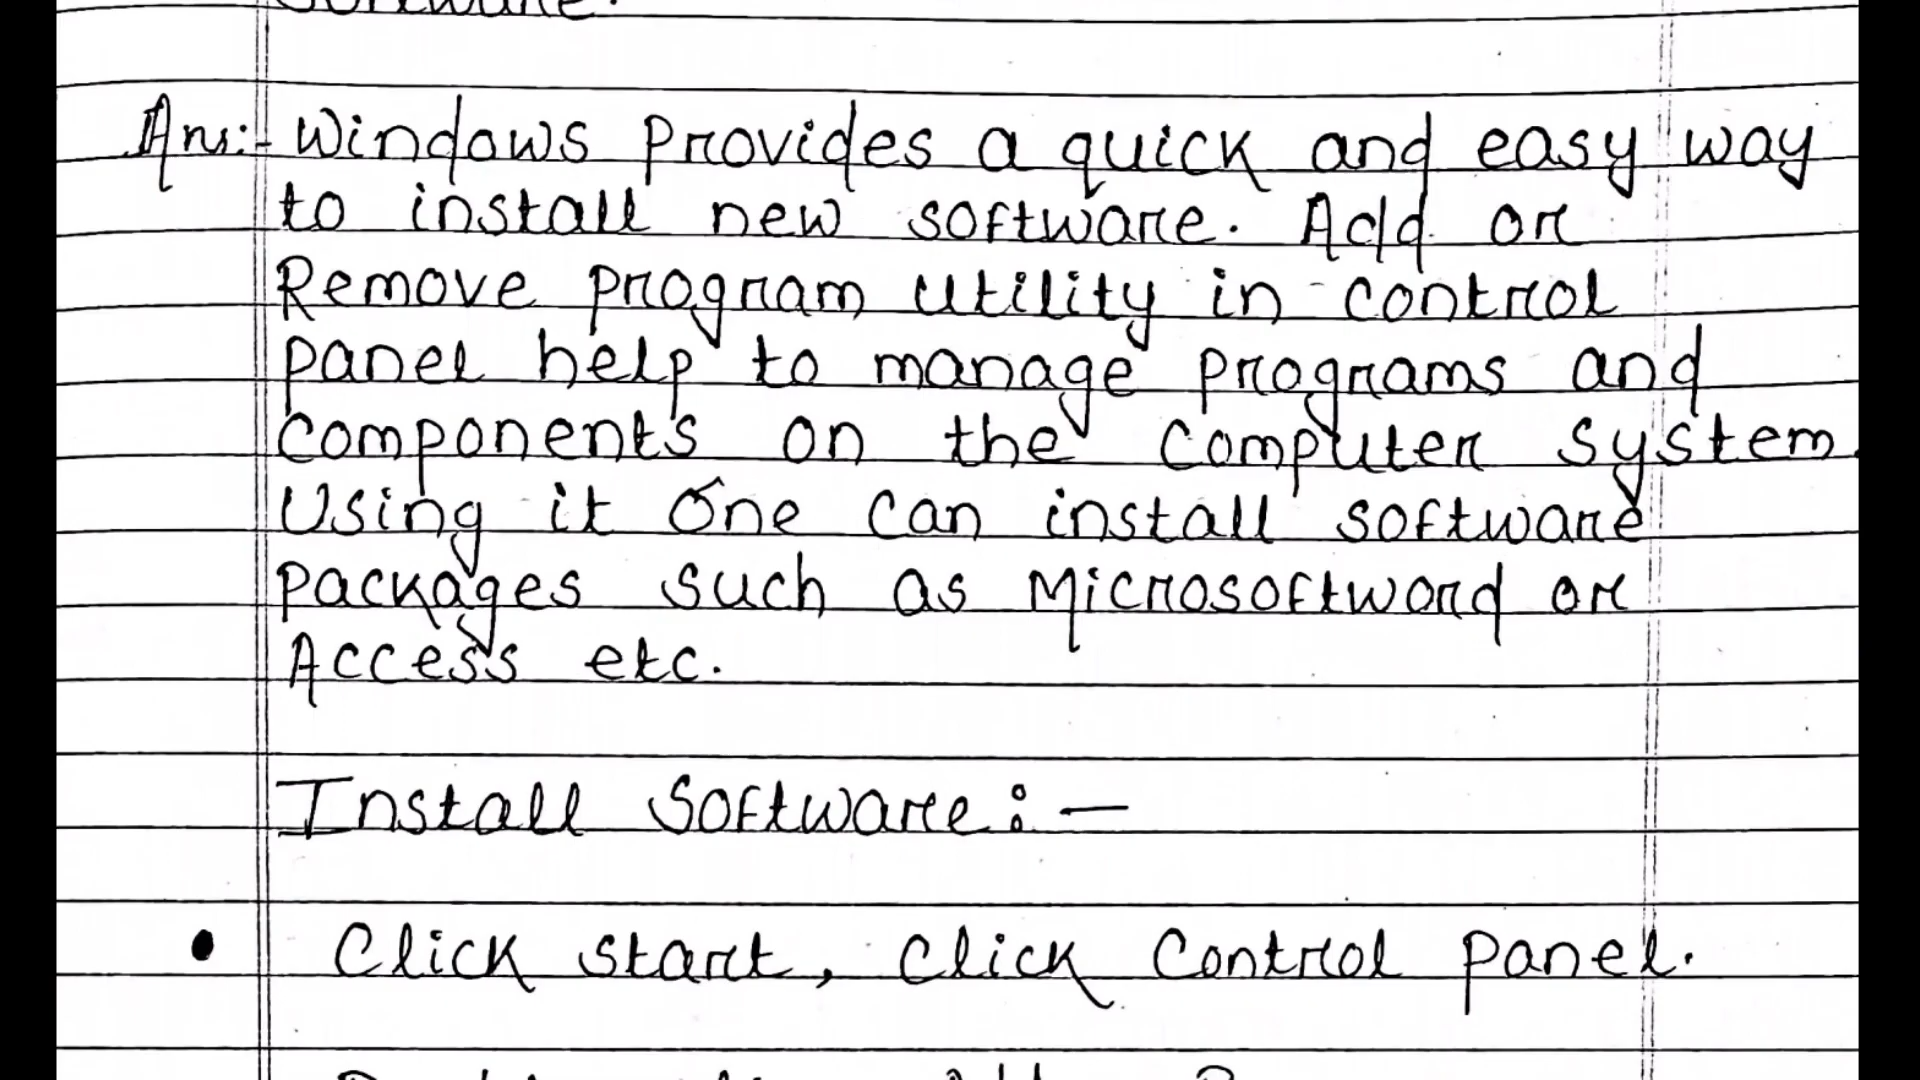 Software.
Ans:- Windows provides a quick and easy way
to install new software. Add or
Remove program utility in control
panel help to manage programs and
components on the computer system.
Using it one can install software
packages such as Microsoftword or
Access etc.
Install Software:—
• Click start, click Control panel.